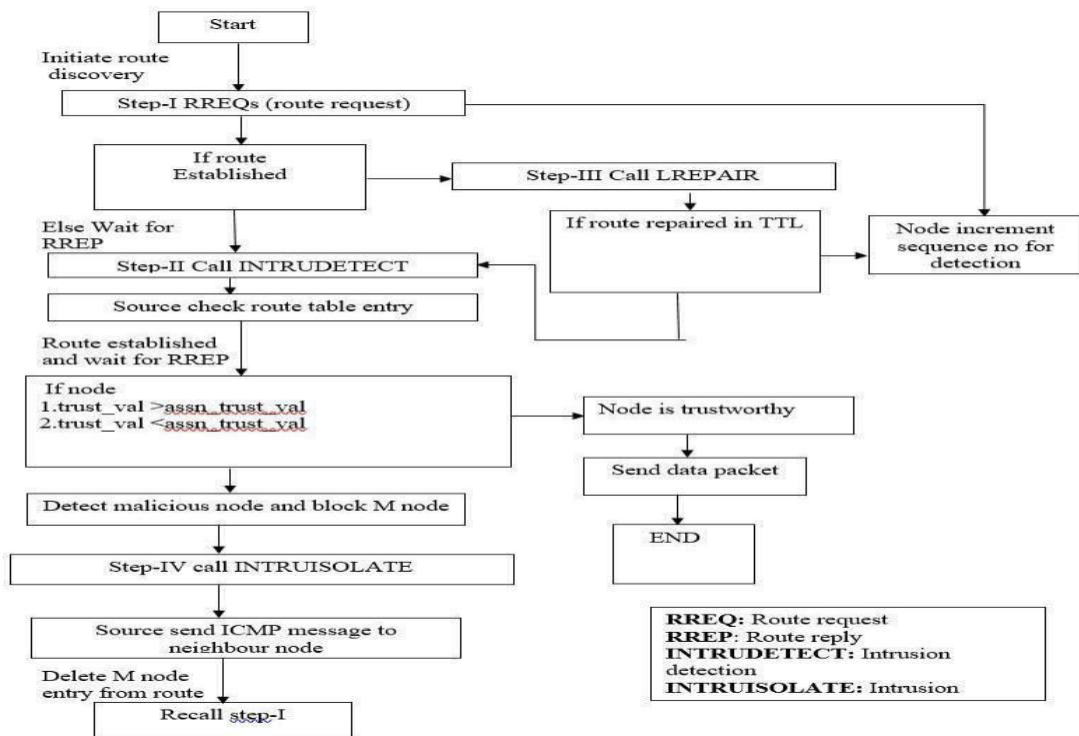 Start
Initiate route
discovery
Step-I RREQs (route request)
If route
Established
Step-III Call LREPAIR
Else Wait for
RREP
If route repaired in TTL
Node increment
sequence no for
detection
Step-II Call INTRUDETECT
Source check route table entry
Route established
and wait for RREP
If node
1.trust_val >assn_trust_val
2.trust_val <assn_trust_val
Node is trustworthy
Send data packet
END
Detect malicious node and block M node
Step-IV call INTRUISOLATE
Source send ICMP message to
neighbour node
Delete M node
entry from route
Recall step-I
RREQ: Route request
RREP: Route reply
INTRUDETECT: Intrusion
detection
INTRUISOLATE: Intrusion